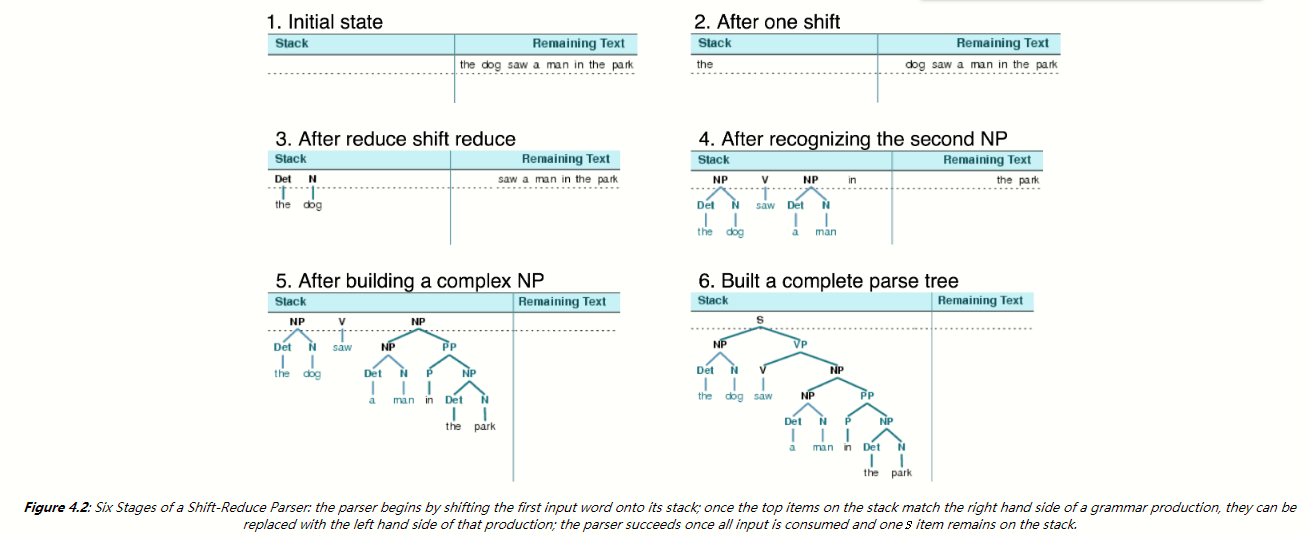 1. Initial state
Stack Remaining Text
the dog saw a man in the park
2. After one shift
Stack Remaining Text
the dog saw a man in the park
3. After reduce shift reduce
Stack Remaining Text
Det N saw a man in the park
the dog
4. After recognizing the second NP
Stack Remaining Text
NP V NP in the park
Det N saw Det N
the dog a man
5. After building a complex NP
Stack Remaining Text
NP V NP
Det N saw NP PP
the dog Det N P NP
a man in Det N
the park
6. Built a complete parse tree
Stack Remaining Text
S
NP VP
Det N V NP
the dog saw NP PP
Det N P NP
a man in Det N
the park
Figure 4.2: Six Stages of a Shift-Reduce Parser: the parser begins by shifting the first input word onto its stack; once the top items on the stack match the right hand side of a grammar production, they can be
replaced with the left hand side of that production; the parser succeeds once all input is consumed and one S item remains on the stack.